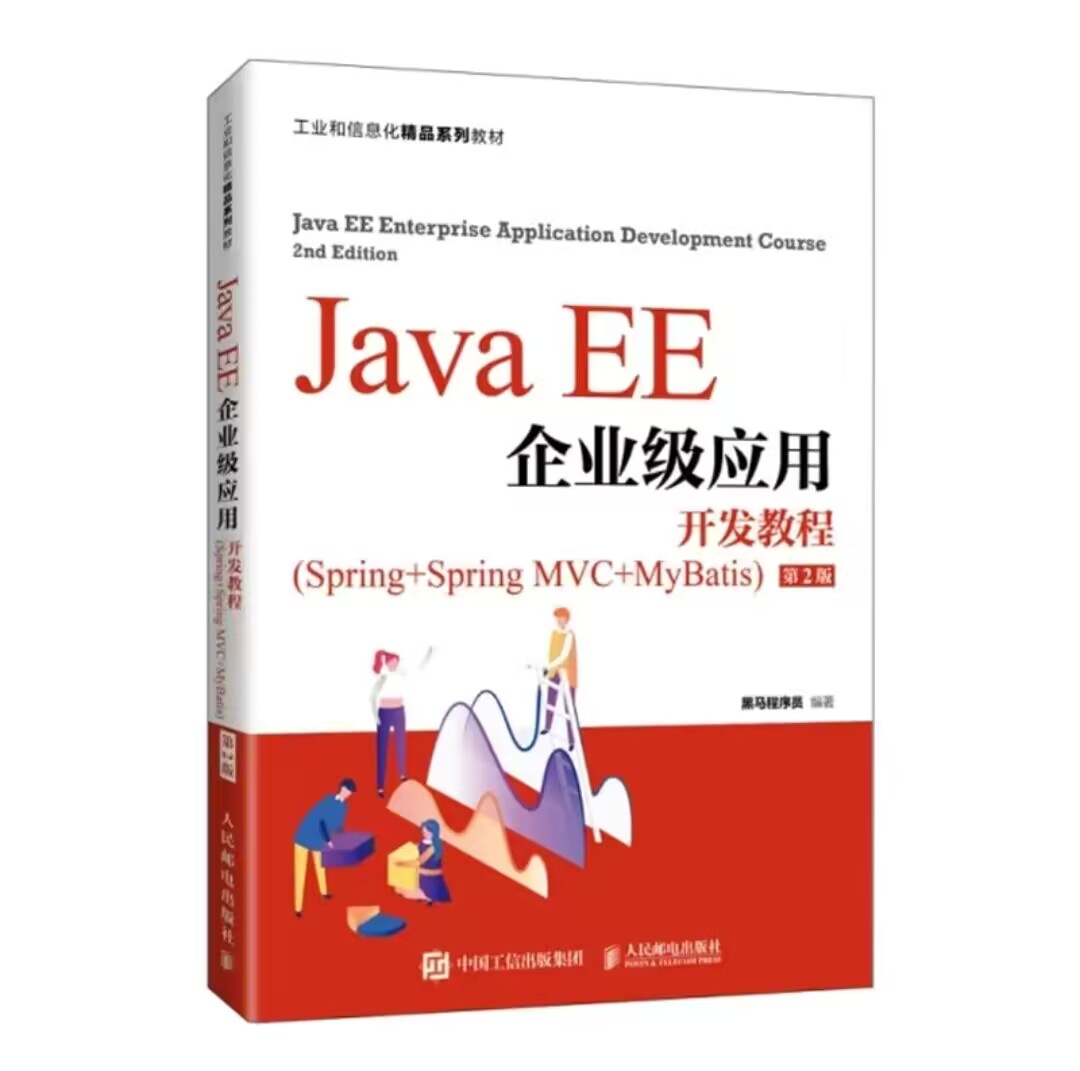 工业和信息化精品系列教材
Java EE Enterprise Application Development Course
2nd Edition
Java EE
企业级应用
开发教程
(Spring+Spring MVC+MyBatis) 第2版
黑马程序员 编著
中国工信出版集团 人民邮电出版社
POSTS & TELECOM PRESS
工业和信息化精品系列教材
Java EE 企业级应用 开发教程
(Spring+Spring MVC+MyBatis)
第2版
人民邮电出版社